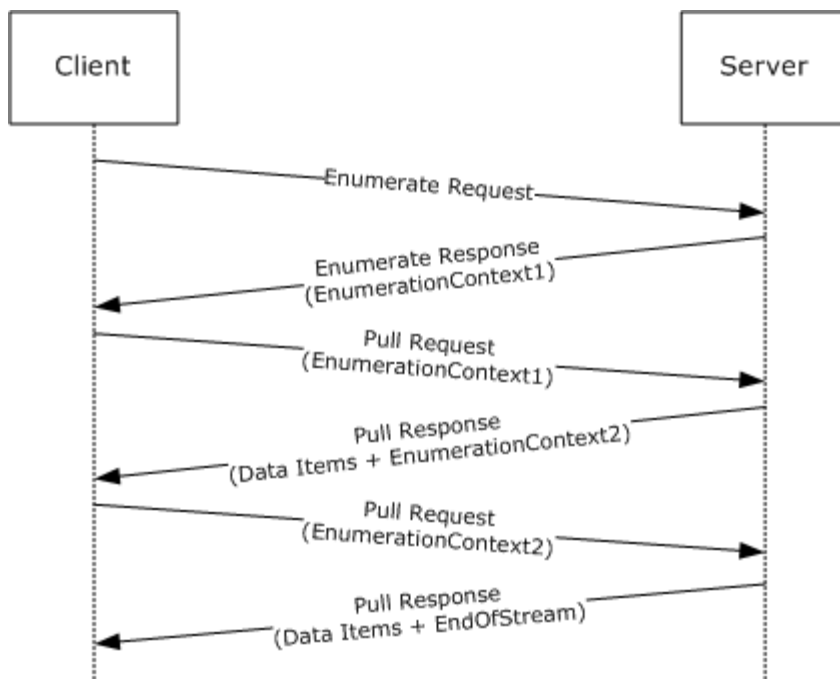 Client
Server
Enumerate Request
Enumerate Response
(EnumerationContext1)
Pull Request
(EnumerationContext1)
Pull Response
(Data Items + EnumerationContext2)
Pull Request
(EnumerationContext2)
Pull Response
(Data Items + EndOfStream)